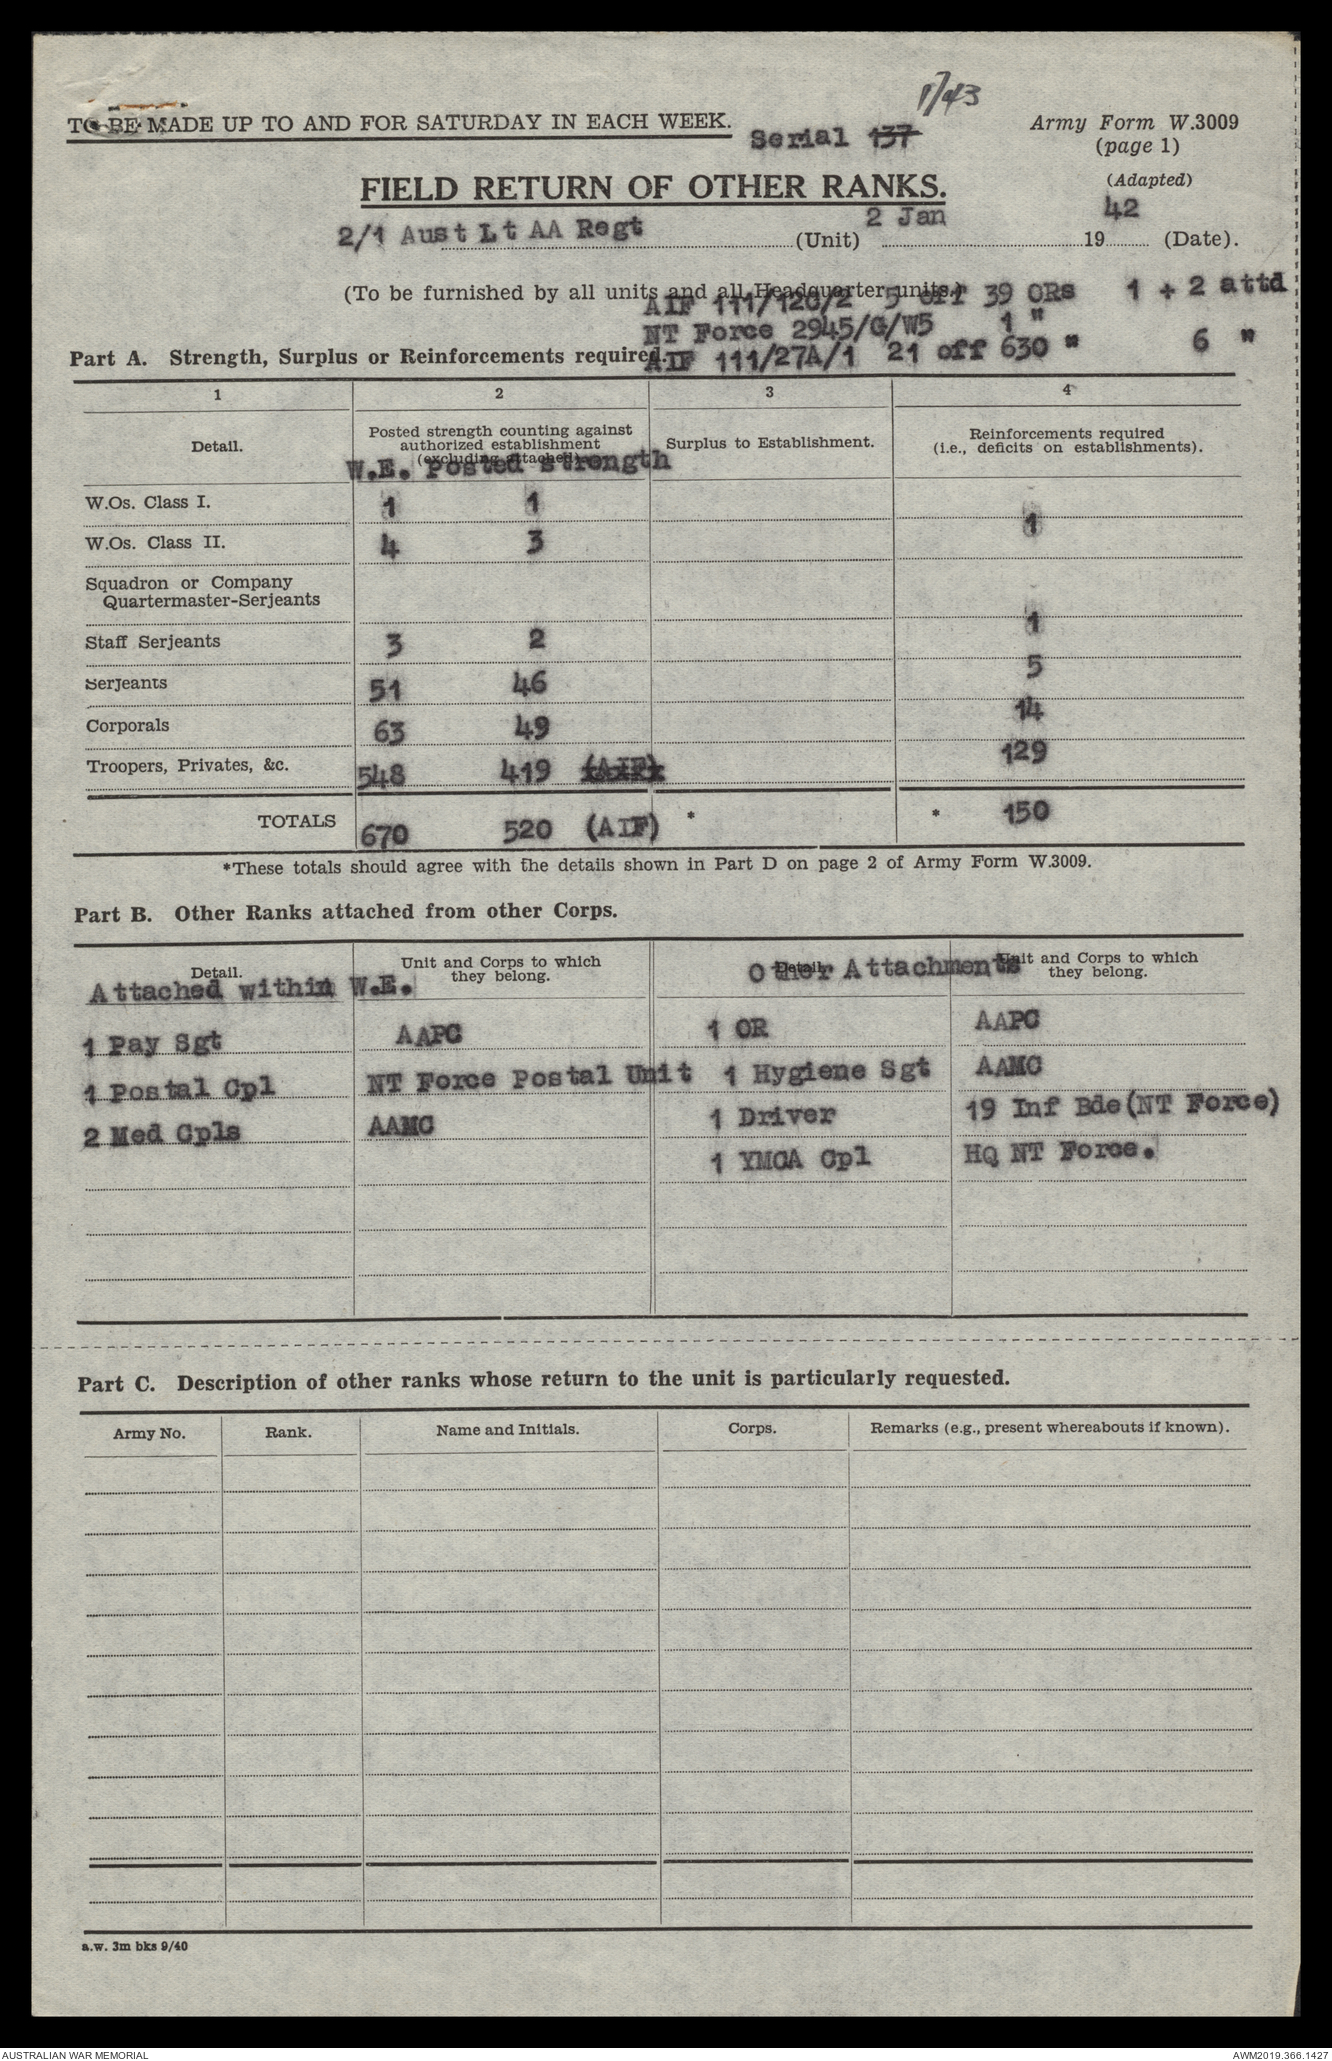 1/43
TO BE MADE UP TO AND FOR SATURDAY IN EACH WEEK.
Serial 137
Army Form W.3009
(page 1)
(Adapted)
FIELD RETURN OF OTHER RANKS.
2/1 Aust Lt AA Regt (Unit) 2 Jan 1942 (Date).
(To be furnished by all units and all Headquarter units.)
AIF 111/12C/2 5 off 39 ORs 1 + 2 attd
NT Force 2945/G/W5 1 "
AIF 111/27A/1 21 off 630 " 6 "
Part A. Strength, Surplus or Reinforcements required.
1 2 3 4
Detail.
Posted strength counting against
authorized establishment
(excluding attached).
W.E. Posted strength
Surplus to Establishment.
Reinforcements required
(i.e., deficits on establishments).
W.Os. Class I. 1 1
W.Os. Class II. 4 3 1
Squadron or Company
Quartermaster-Serjeants
Staff Serjeants 3 2 1
Serjeants 51 46 5
Corporals 63 49 14
Troopers, Privates, &c. 548 419 (AIF) 129
TOTALS 670 520 (AIF) * * 150
*These totals should agree with the details shown in Part D on page 2 of Army Form W.3009.
Part B. Other Ranks attached from other Corps.
Detail. Unit and Corps to which they belong. Detail. Unit and Corps to which they belong.
Attached within W.E. Other Attachments
1 Pay Sgt AAPC 1 OR AAPC
1 Postal Cpl NT Force Postal Unit 1 Hygiene Sgt AAMC
2 Med Cpls AAMC 1 Driver 19 Inf Bde(NT Force)
1 YMCA Cpl HQ NT Force.
Part C. Description of other ranks whose return to the unit is particularly requested.
Army No. Rank. Name and Initials. Corps. Remarks (e.g., present whereabouts if known).
a.w. 3m bks 9/40
AUSTRALIAN WAR MEMORIAL AWM2019.366.1427